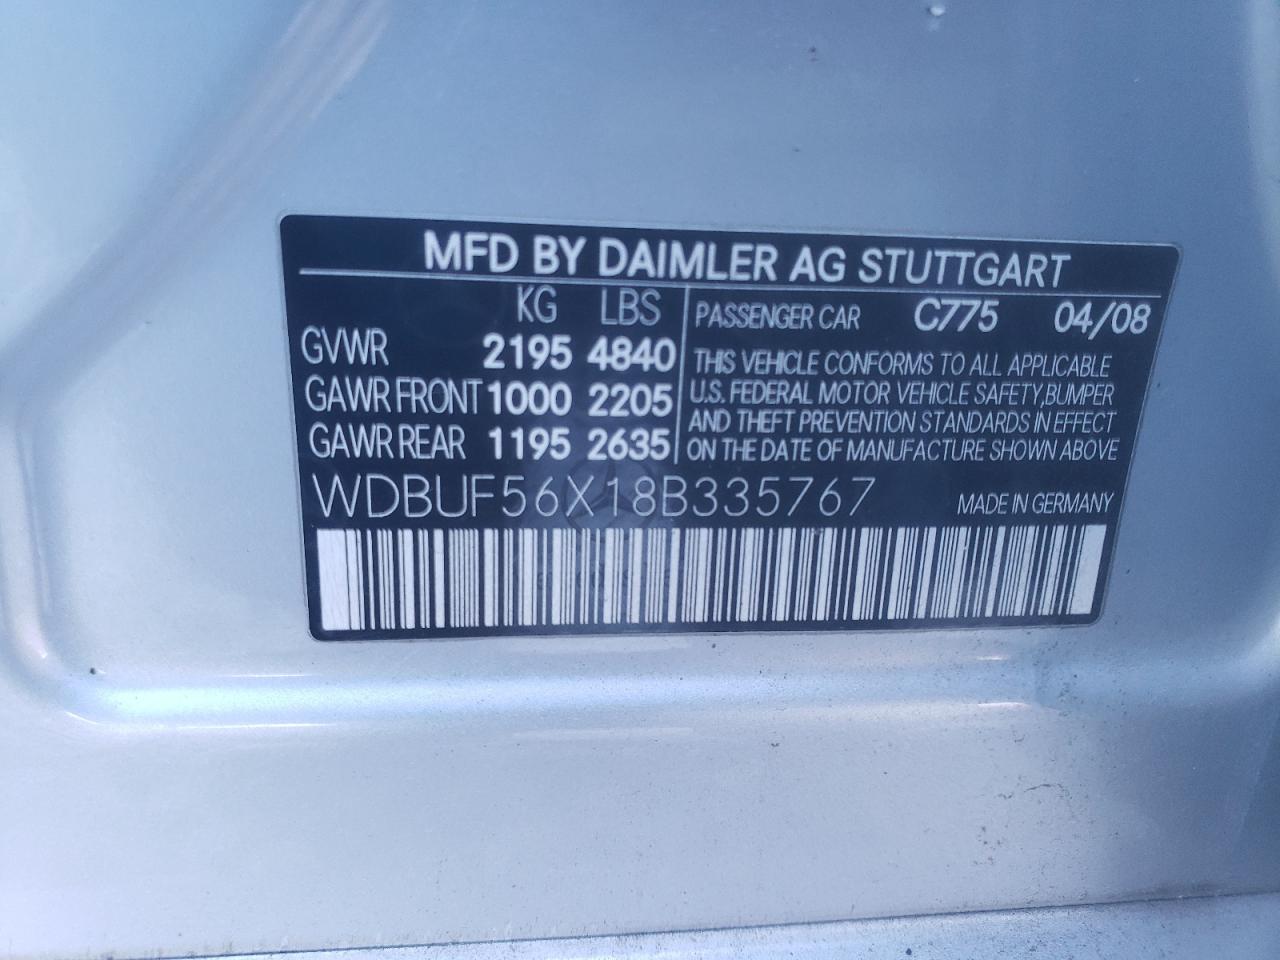 MFD BY DAIMLER AG STUTTGART
KG LBS
GVWR 2195 4840
GAWR FRONT 1000 2205
GAWR REAR 1195 2635
PASSENGER CAR C775 04/08
THIS VEHICLE CONFORMS TO ALL APPLICABLE
U.S. FEDERAL MOTOR VEHICLE SAFETY,BUMPER
AND THEFT PREVENTION STANDARDS IN EFFECT
ON THE DATE OF MANUFACTURE SHOWN ABOVE
WDBUF56X18B335767 MADE IN GERMANY